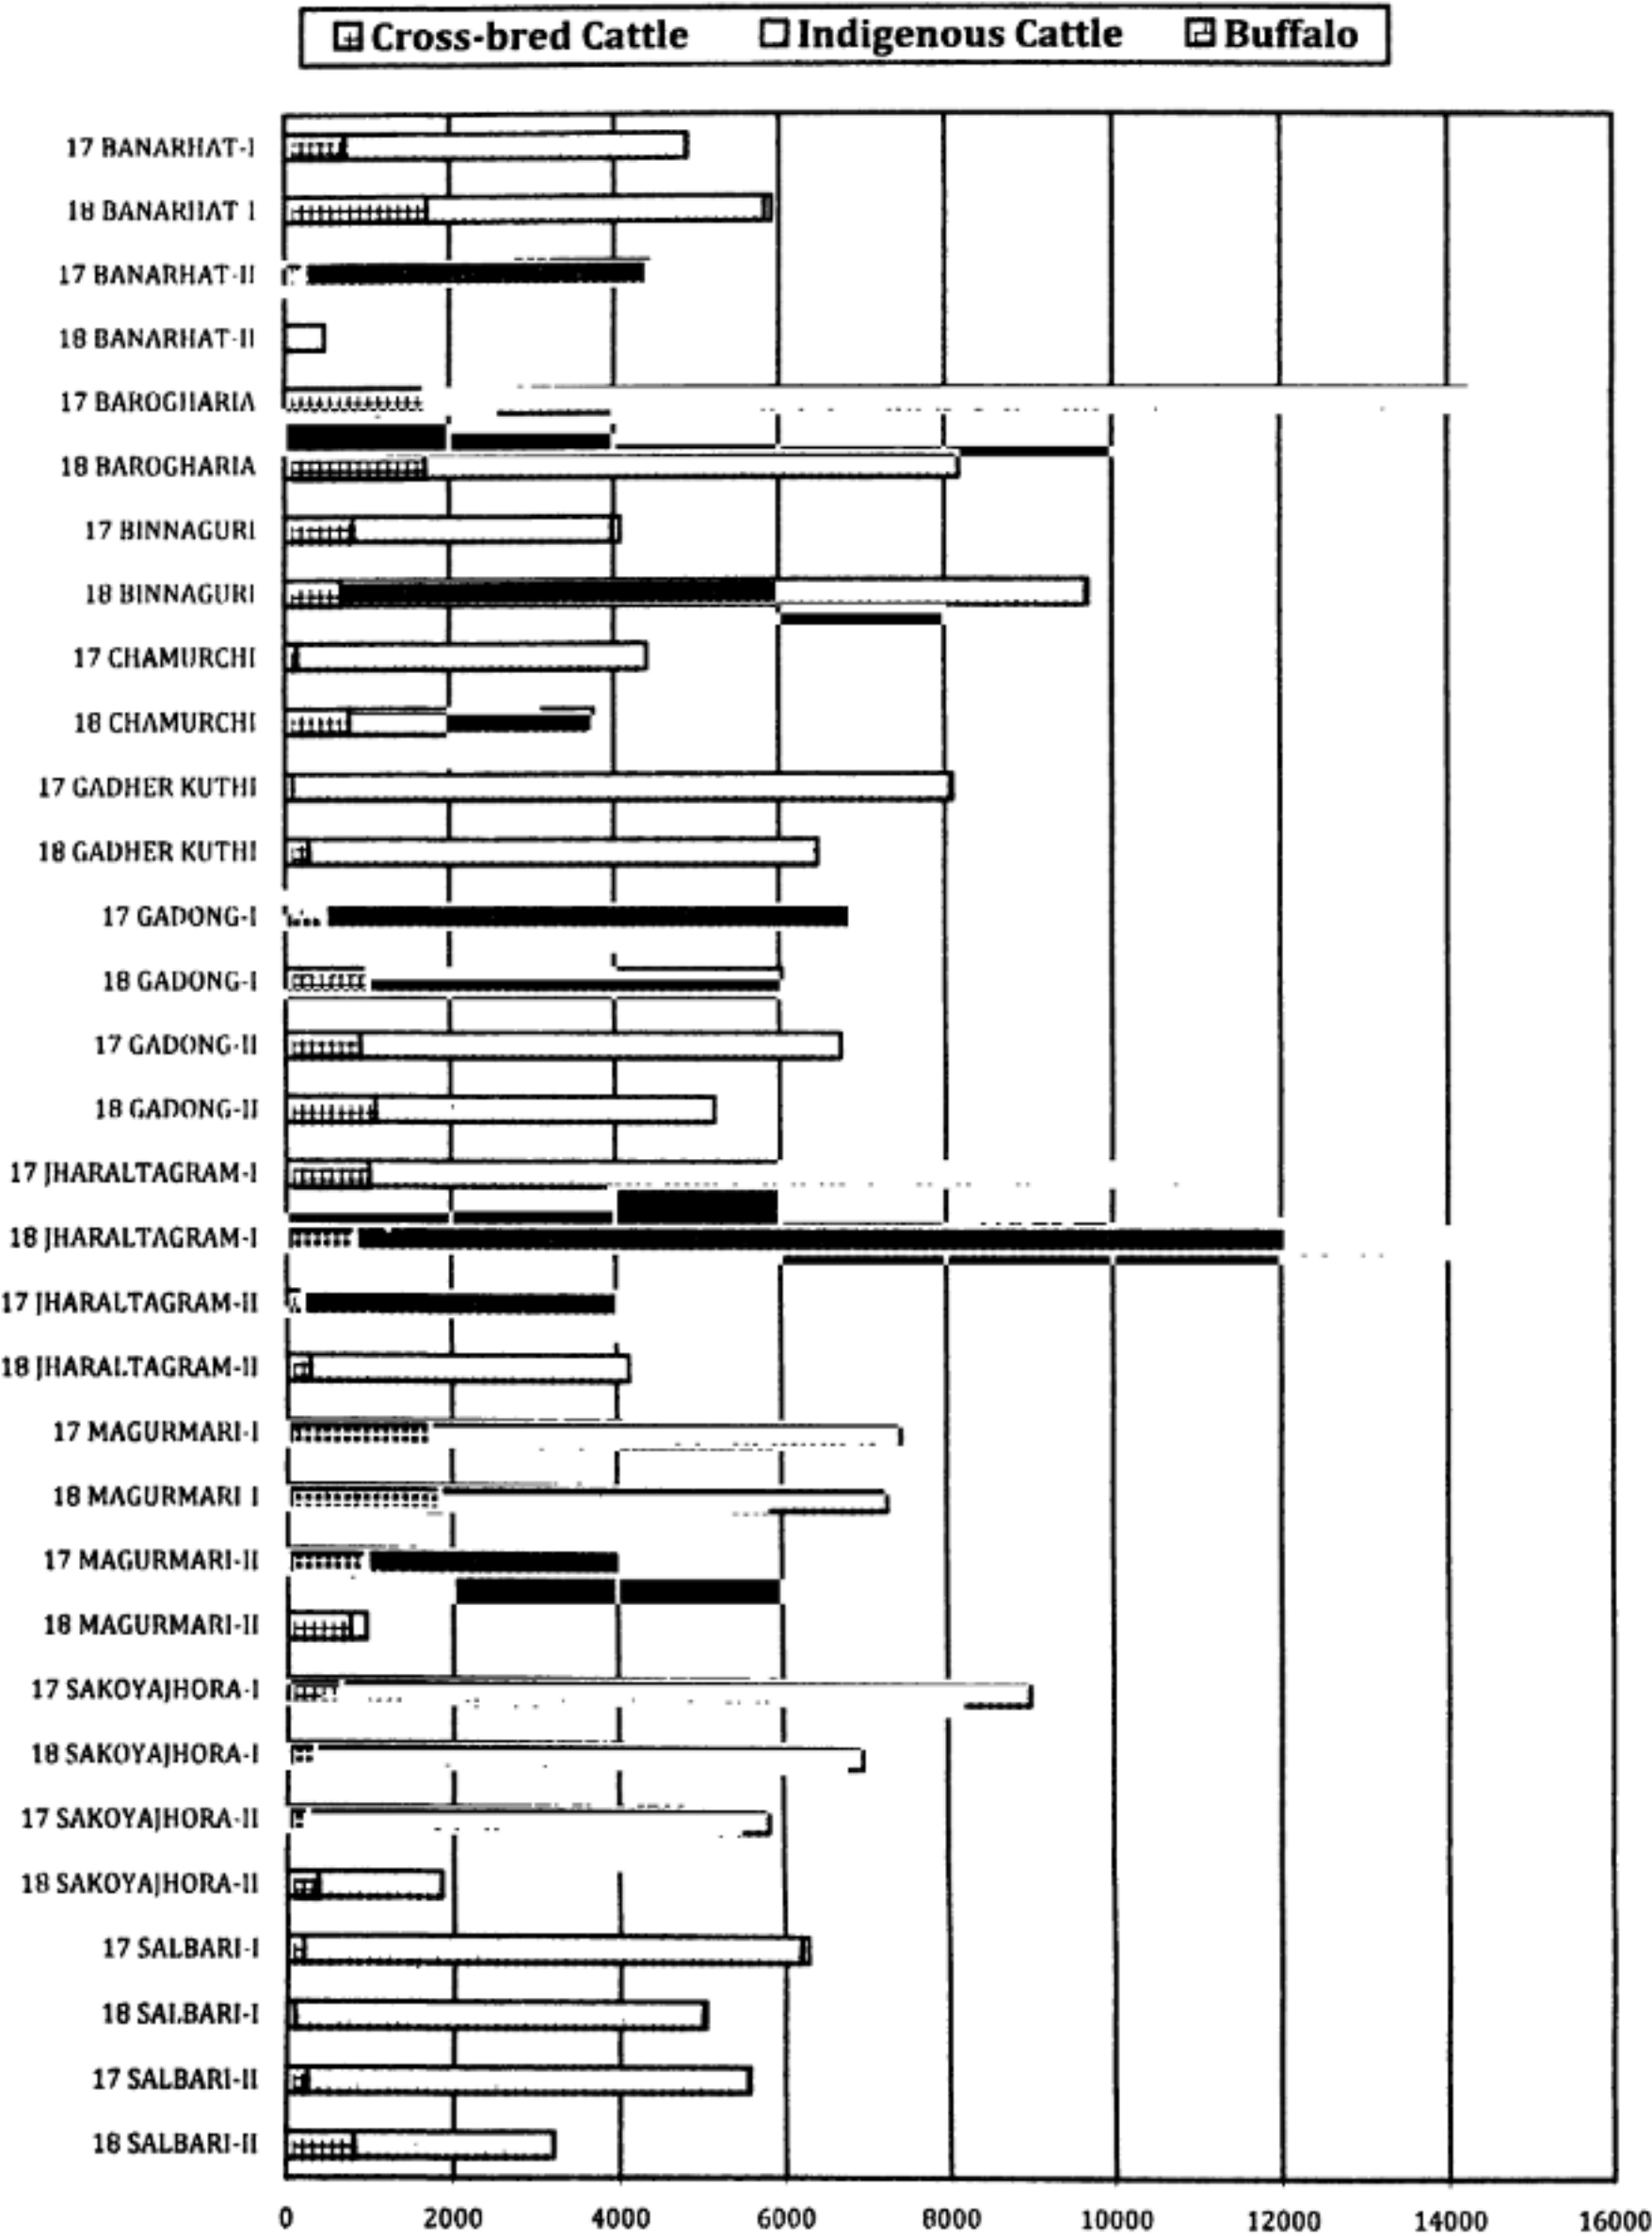 Cross-bred Cattle Indigenous Cattle Buffalo
17 BANARHAT-I
18 BANARHAT I
17 BANARHAT-II
18 BANARHAT-II
17 BAROGHARIA
18 BAROGHARIA
17 BINNAGURI
18 BINNAGURI
17 CHAMURCHI
18 CHAMURCHI
17 GADHER KUTHI
18 GADHER KUTHI
17 GADONG-I
18 GADONG-I
17 GADONG-II
18 GADONG-II
17 JHARALTAGRAM-I
18 JHARALTAGRAM-I
17 JHARALTAGRAM-II
18 JHARALTAGRAM-II
17 MAGURMARI-I
18 MAGURMARI I
17 MAGURMARI-II
18 MAGURMARI-II
17 SAKOYAJHORA-I
18 SAKOYAJHORA-I
17 SAKOYAJHORA-II
18 SAKOYAJHORA-II
17 SALBARI-I
18 SALBARI-I
17 SALBARI-II
18 SALBARI-II
0 2000 4000 6000 8000 10000 12000 14000 16000